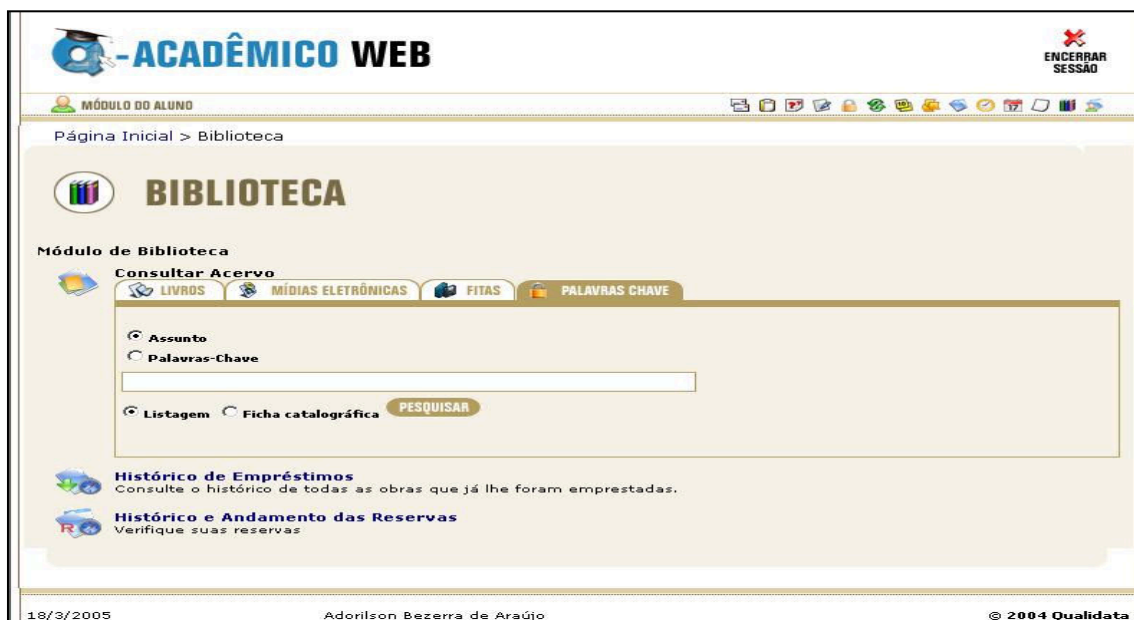 Q-ACADÊMICO WEB
ENCERRAR
SESSÃO
MÓDULO DO ALUNO
17
Página Inicial > Biblioteca
BIBLIOTECA
Módulo de Biblioteca
Consultar Acervo
LIVROS MÍDIAS ELETRÔNICAS FITAS PALAVRAS CHAVE
Assunto
Palavras-Chave
Listagem Ficha catalográfica PESQUISAR
Histórico de Empréstimos
Consulte o histórico de todas as obras que já lhe foram emprestadas.
R
Histórico e Andamento das Reservas
Verifique suas reservas
18/3/2005 Adorilson Bezerra de Araújo © 2004 Qualidata